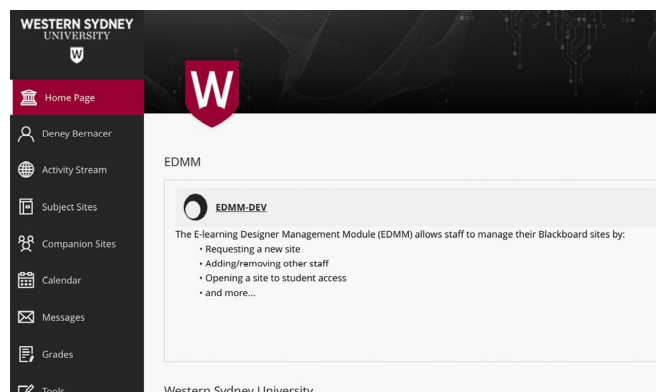 WESTERN SYDNEY
UNIVERSITY
W
W
Home Page
Deney Bernacer
Activity Stream
Subject Sites
Companion Sites
Calendar
Messages
Grades
Tools
EDMM
EDMM-DEV
The E-learning Designer Management Module (EDMM) allows staff to manage their Blackboard sites by:
• Requesting a new site
• Adding/removing other staff
• Opening a site to student access
• and more...
Western Sydney University